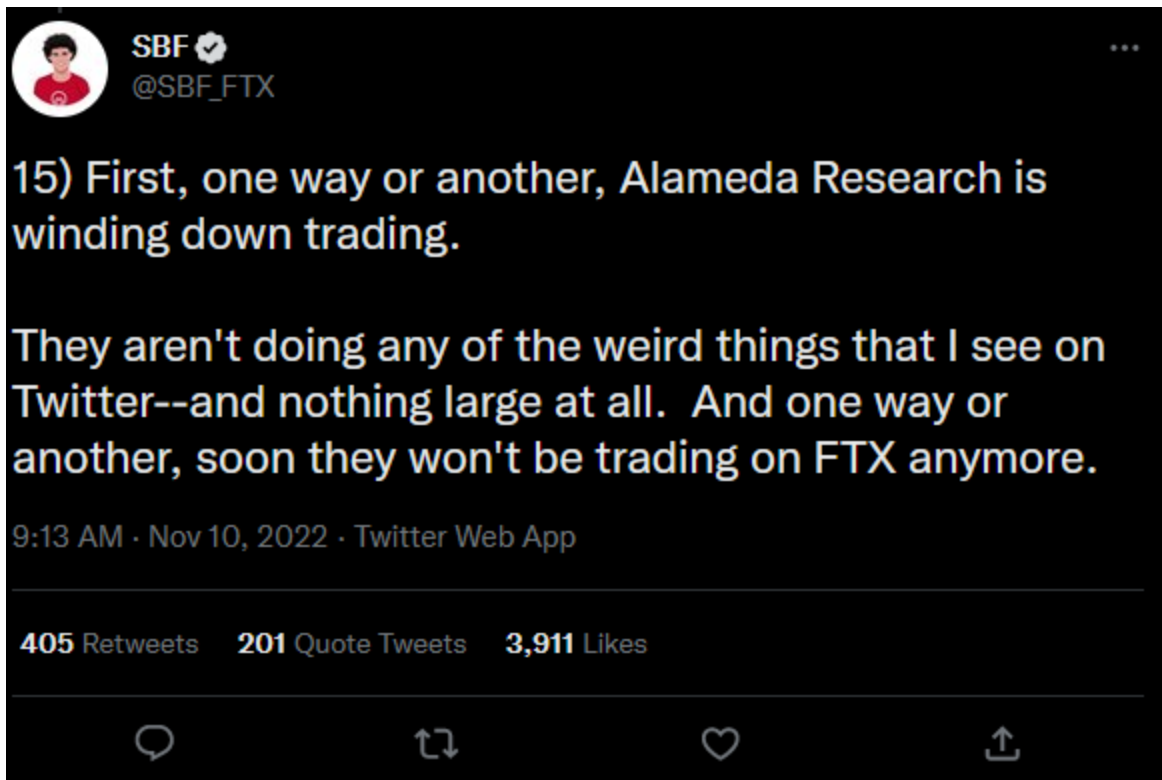 SBF
@SBF_FTX
15) First, one way or another, Alameda Research is
winding down trading.
They aren't doing any of the weird things that I see on
Twitter--and nothing large at all.  And one way or
another, soon they won't be trading on FTX anymore.
9:13 AM · Nov 10, 2022 · Twitter Web App
405 Retweets 201 Quote Tweets 3,911 Likes